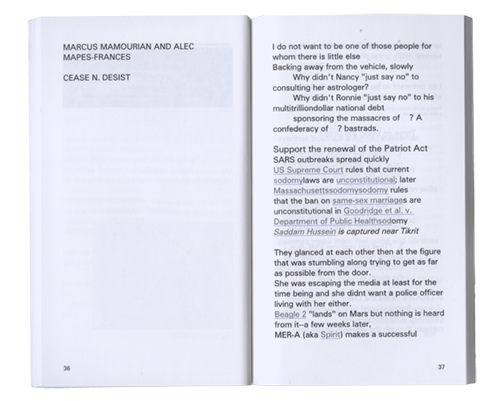 MARCUS MAMOURIAN AND ALEC
MAPES-FRANCES
CEASE N. DESIST
36
I do not want to be one of those people for
whom there is little else
Backing away from the vehicle, slowly
Why didn't Nancy "just say no" to
consulting her astrologer?
Why didn't Ronnie "just say no" to his
multitrilliondollar national debt
sponsoring the massacres of ? A
confederacy of ? bastrads.
Support the renewal of the Patriot Act
SARS outbreaks spread quickly
US Supreme Court rules that current
sodomylaws are unconstitutional; later
Massachusettssodomysodomy rules
that the ban on same-sex marriages are
unconstitutional in Goodridge et al. v.
Department of Public Healthsodomy
Saddam Hussein is captured near Tikrit
They glanced at each other then at the figure
that was stumbling along trying to get as far
as possible from the door.
She was escaping the media at least for the
time being and she didnt want a police officer
living with her either.
Beagle 2 "lands" on Mars but nothing is heard
from it--a few weeks later,
MER-A (aka Spirit) makes a successful
37